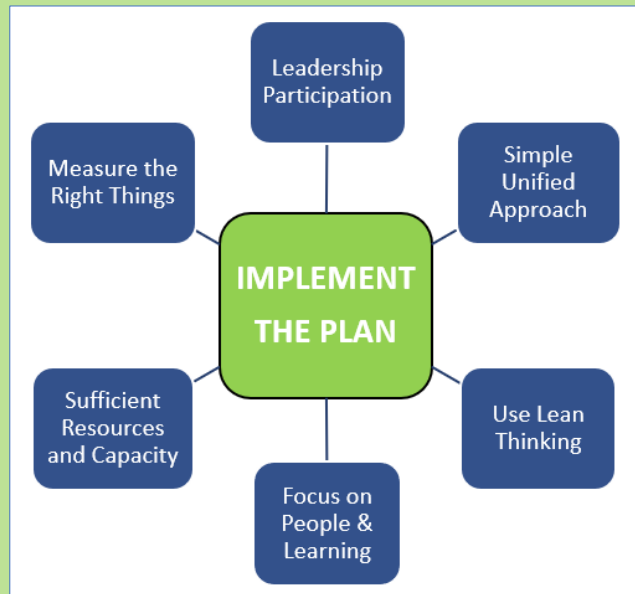 Leadership
Participation
Simple
Unified
Approach
Measure the
Right Things
IMPLEMENT
THE PLAN
Sufficient
Resources
and Capacity
Use Lean
Thinking
Focus on
People &
Learning